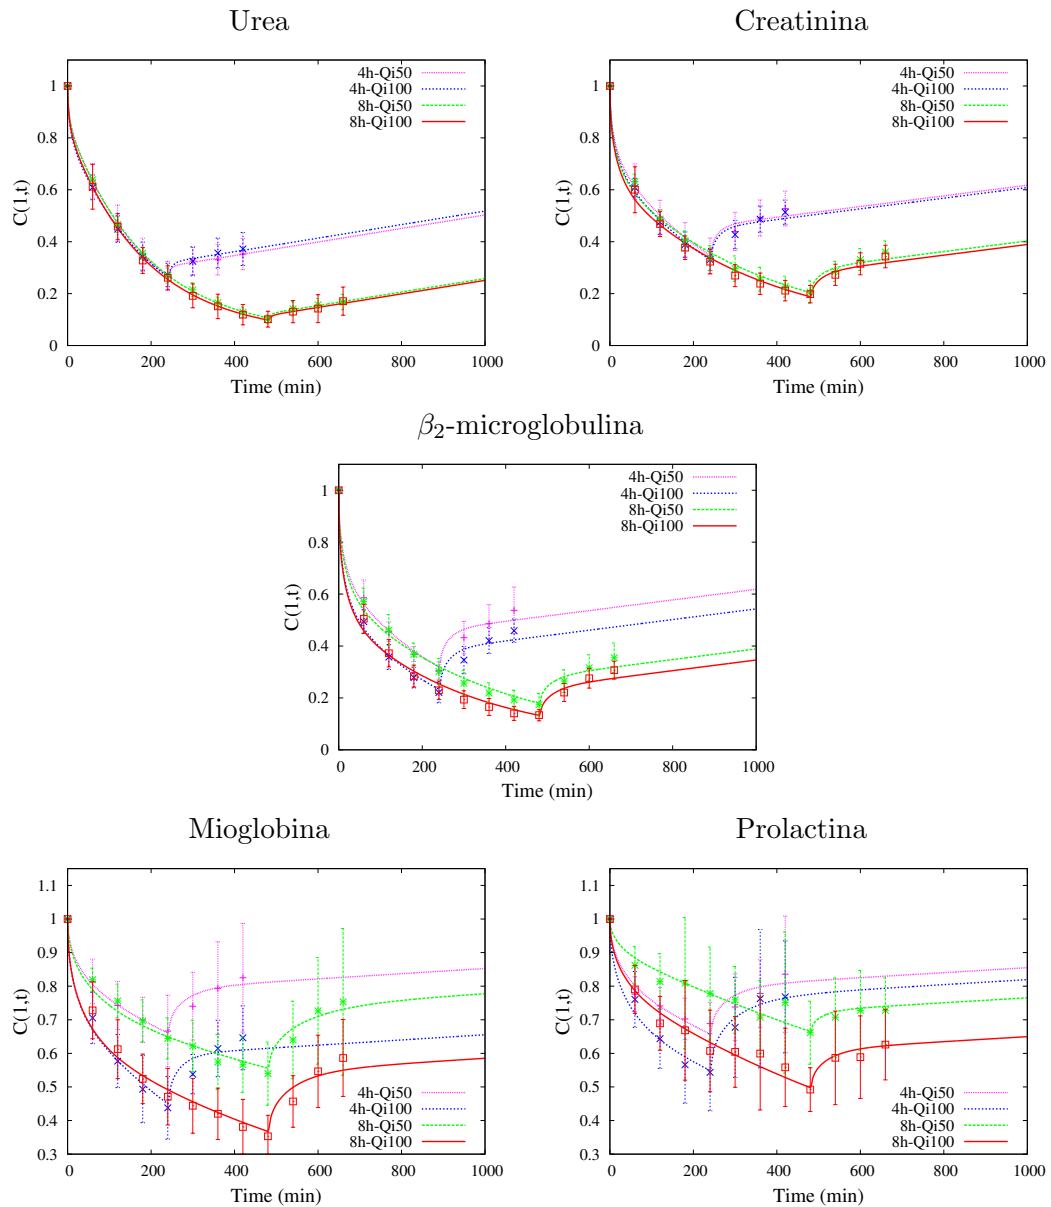 Urea
1
0.8
0.6
0.4
0.2
0
C(1,t)
0 200 400 600 800 1000
Time (min)
4h-Qi50
4h-Qi100
8h-Qi50
8h-Qi100
Creatinina
1
0.8
0.6
0.4
0.2
0
C(1,t)
0 200 400 600 800 1000
Time (min)
4h-Qi50
4h-Qi100
8h-Qi50
8h-Qi100
β₂-microglobulina
1
0.8
0.6
0.4
0.2
0
C(1,t)
0 200 400 600 800 1000
Time (min)
4h-Qi50
4h-Qi100
8h-Qi50
8h-Qi100
Mioglobina
1.1
1
0.9
0.8
0.7
0.6
0.5
0.4
0.3
C(1,t)
0 200 400 600 800 1000
Time (min)
4h-Qi50
4h-Qi100
8h-Qi50
8h-Qi100
Prolactina
1.1
1
0.9
0.8
0.7
0.6
0.5
0.4
0.3
C(1,t)
0 200 400 600 800 1000
Time (min)
4h-Qi50
4h-Qi100
8h-Qi50
8h-Qi100